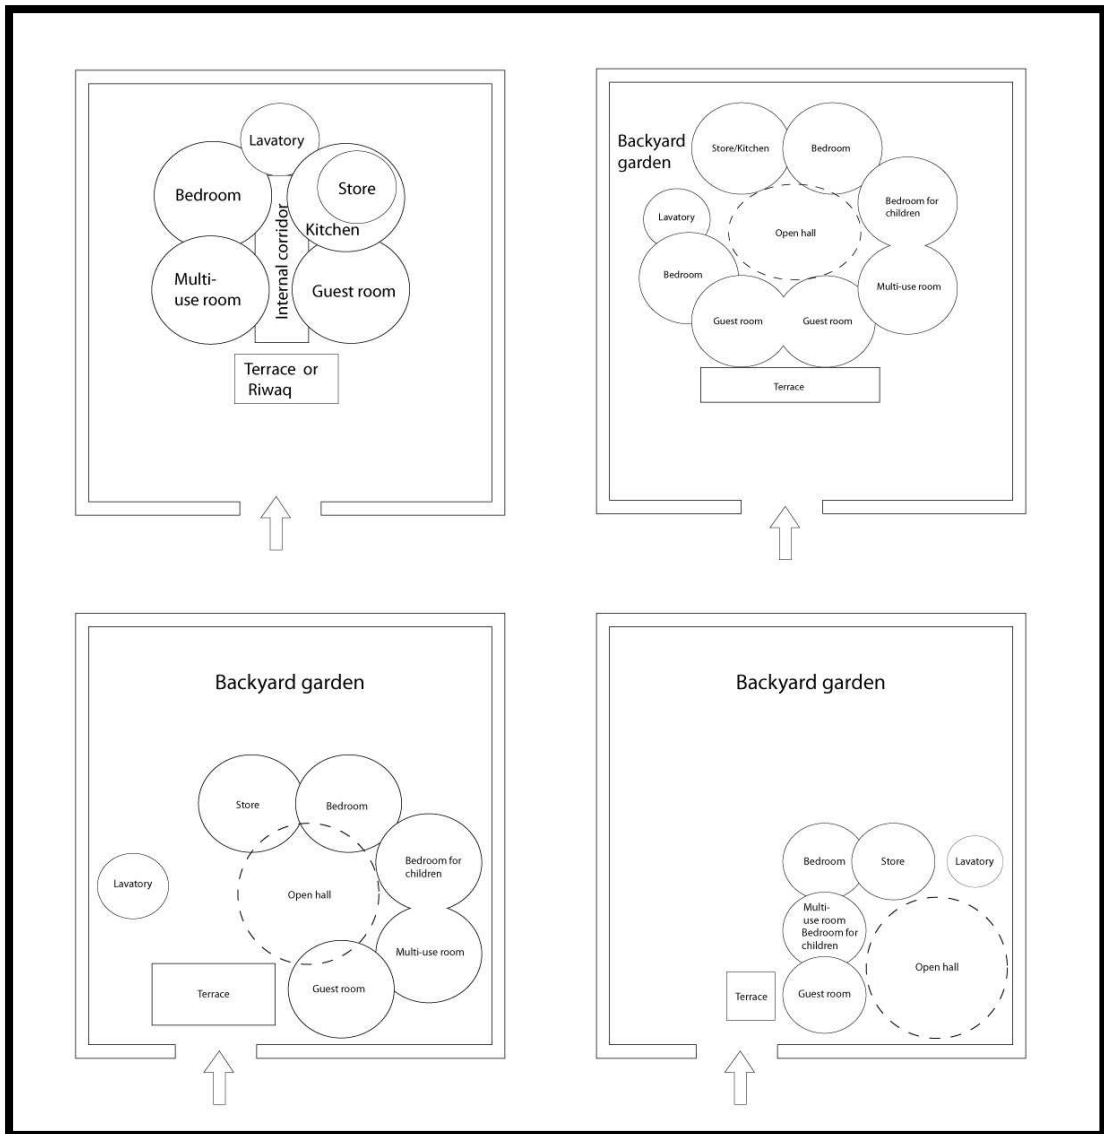 Lavatory
Bedroom
Store
Kitchen
Internal corridor
Multi-
use room
Guest room
Terrace or
Riwaq
Backyard
garden
Store/Kitchen
Bedroom
Bedroom for
children
Lavatory
Open hall
Bedroom
Multi-use room
Guest room
Guest room
Terrace
Backyard garden
Store
Bedroom
Bedroom for
children
Lavatory
Open hall
Multi-use room
Guest room
Terrace
Backyard garden
Bedroom
Store
Lavatory
Multi-
use room
Bedroom for
children
Open hall
Terrace
Guest room